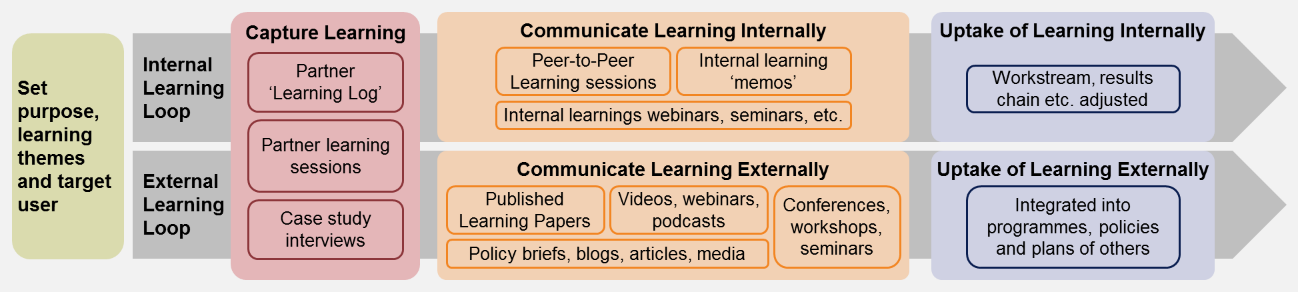 Set
purpose,
learning
themes
and target
user
Internal
Learning
Loop
External
Learning
Loop
Capture Learning
Partner
‘Learning Log’
Partner learning
sessions
Case study
interviews
Communicate Learning Internally
Peer-to-Peer
Learning sessions
Internal learning
‘memos’
Internal learnings webinars, seminars, etc.
Communicate Learning Externally
Published
Learning Papers
Videos, webinars,
podcasts
Conferences,
workshops,
seminars
Policy briefs, blogs, articles, media
Uptake of Learning Internally
Workstream, results
chain etc. adjusted
Uptake of Learning Externally
Integrated into
programmes, policies
and plans of others